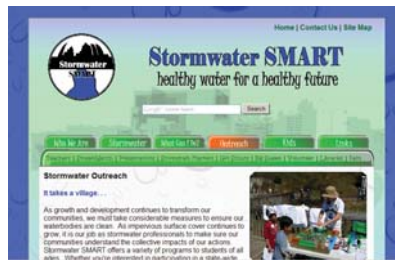 Home | Contact Us | Site Map
Stormwater
SMART
Stormwater SMART
healthy water for a healthy future
Search
Who We Are
Stormwater
What Can I Do?
Outreach
Kids
Links
Stormwater Outreach
It takes a village. . .
As growth and development continues to transform our
communities, we must take considerable measures to ensure our
waterbodies are clean. As impervious surface cover continues to
grow, it is our job as stormwater professionals to make sure our
communities understand the collective impacts of our actions.
Stormwater SMART offers a variety of programs to students of all
ages. Whether you're interested in participating in a state-wide